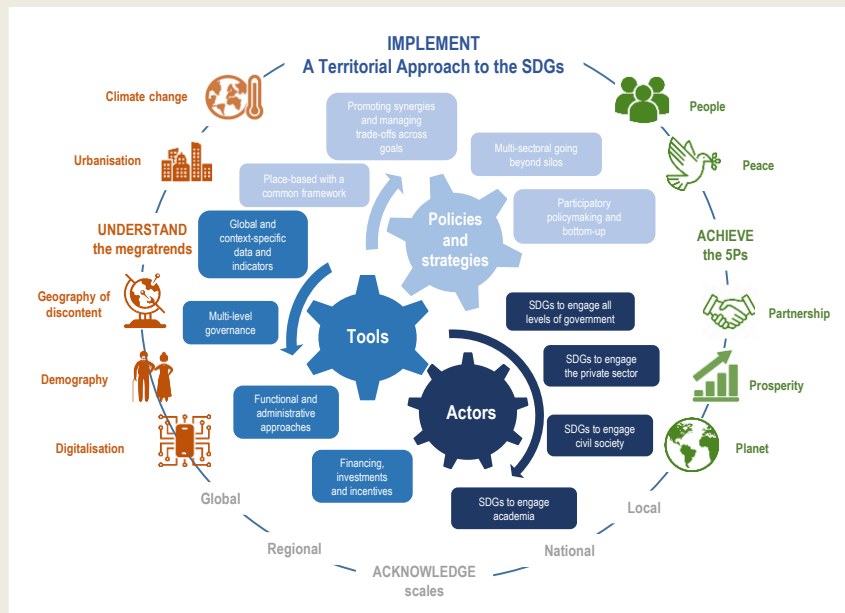 IMPLEMENT
A Territorial Approach to the SDGs
Climate change
Urbanisation
UNDERSTAND
the megratrends
Geography of
discontent
Demography
Digitalisation
People
Peace
ACHIEVE
the 5Ps
Partnership
Prosperity
Planet
Promoting synergies
and managing
trade-offs across
goals
Multi-sectoral going
beyond silos
Place-based with a
common framework
Participatory
policymaking and
bottom-up
Policies
and
strategies
Global and
context-specific
data and
indicators
Multi-level
governance
Tools
Functional and
administrative
approaches
Financing,
investments
and incentives
SDGs to engage all
levels of government
SDGs to engage
the private sector
Actors
SDGs to engage
civil society
SDGs to engage
academia
Global
Regional
ACKNOWLEDGE
scales
National
Local